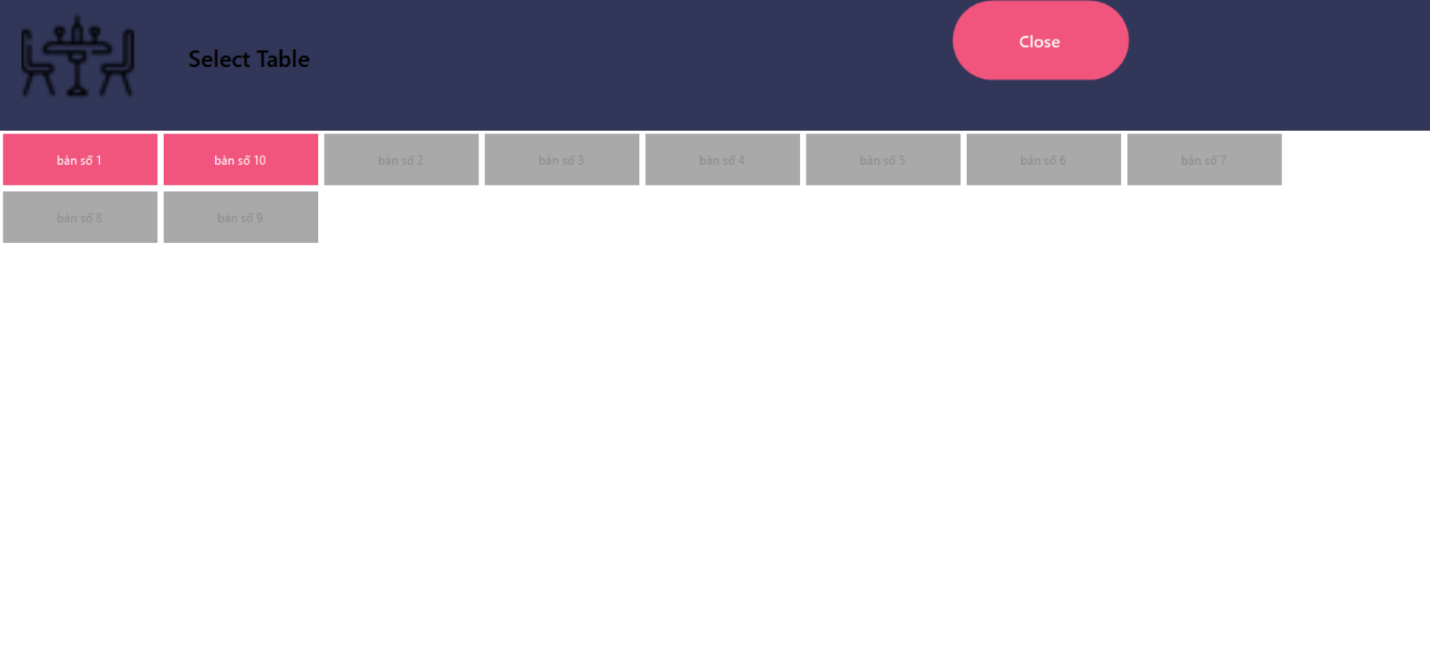 Select Table
Close
bàn số 1
bàn số 10
bàn số 2
bàn số 3
bàn số 4
bàn số 5
bàn số 6
bàn số 7
bàn số 8
bàn số 9